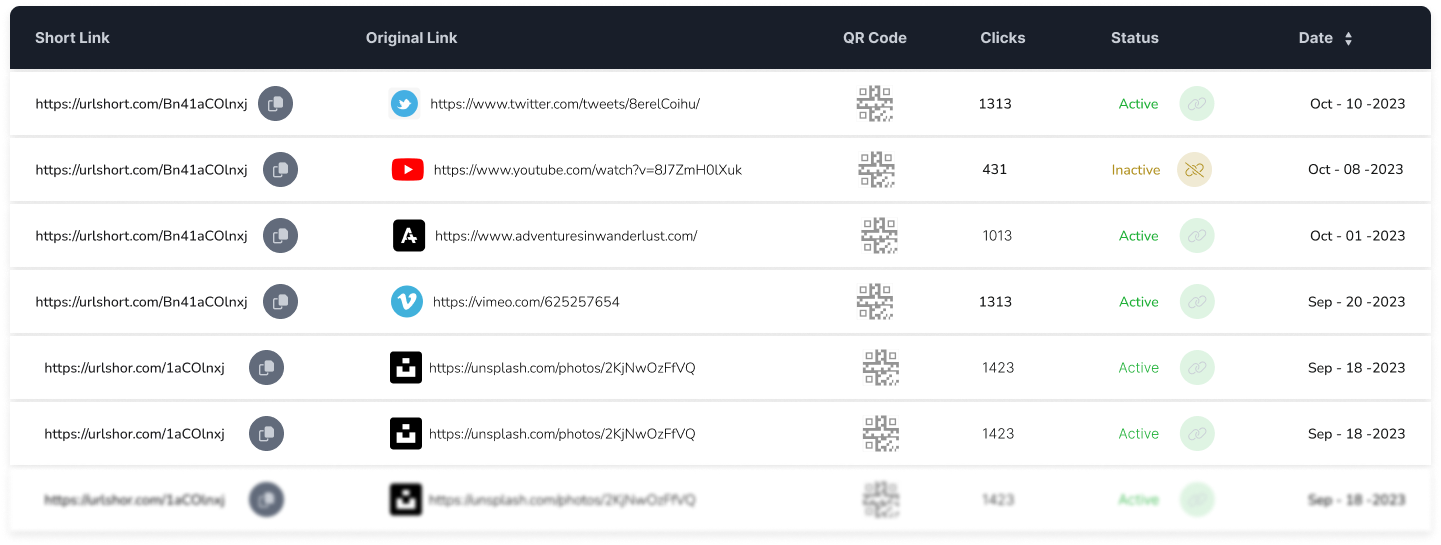 Short Link Original Link QR Code Clicks Status Date
https://urlshort.com/Bn41aCOlnxj https://www.twitter.com/tweets/8erelCoihu/ 1313 Active Oct - 10 -2023
https://urlshort.com/Bn41aCOlnxj https://www.youtube.com/watch?v=8J7ZmH0lXuk 431 Inactive Oct - 08 -2023
https://urlshort.com/Bn41aCOlnxj https://www.adventuresinwanderlust.com/ 1013 Active Oct - 01 -2023
https://urlshort.com/Bn41aCOlnxj https://vimeo.com/625257654 1313 Active Sep - 20 -2023
https://urlshor.com/1aCOlnxj https://unsplash.com/photos/2KjNwOzFfVQ 1423 Active Sep - 18 -2023
https://urlshor.com/1aCOlnxj https://unsplash.com/photos/2KjNwOzFfVQ 1423 Active Sep - 18 -2023
https://urlshor.com/1aCOlnxj https://unsplash.com/photos/2KjNwOzFfVQ 1423 Active Sep - 18 -2023